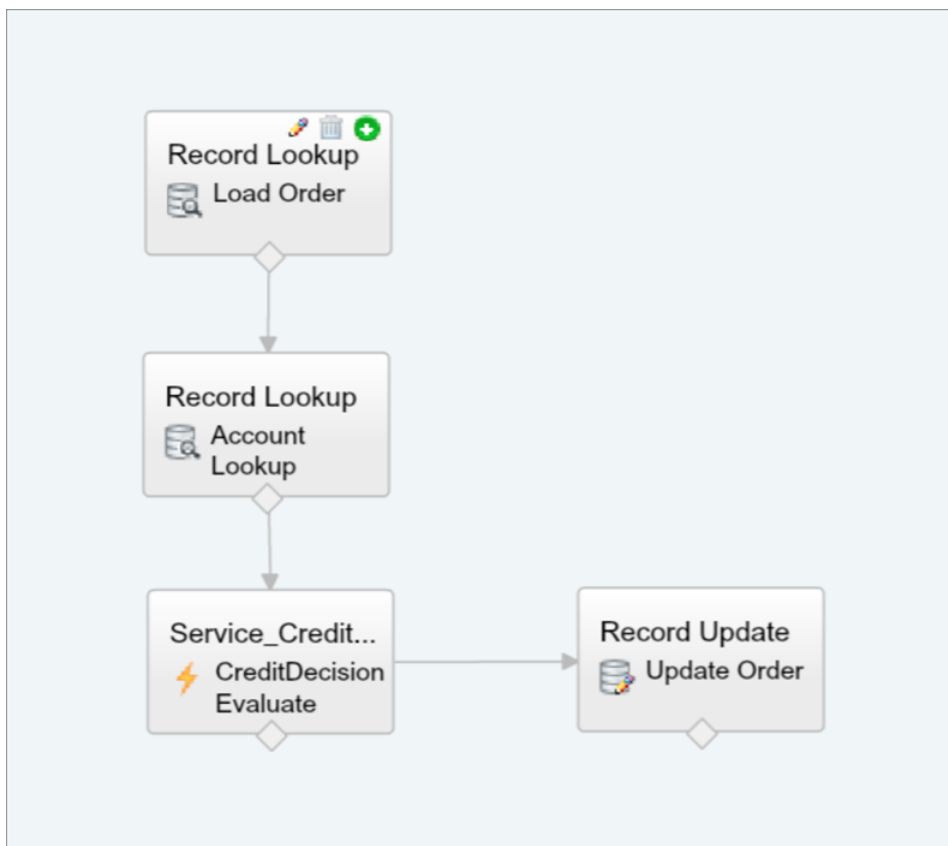 Record Lookup
Load Order
Record Lookup
Account
Lookup
Service_Credit...
CreditDecision
Evaluate
Record Update
Update Order